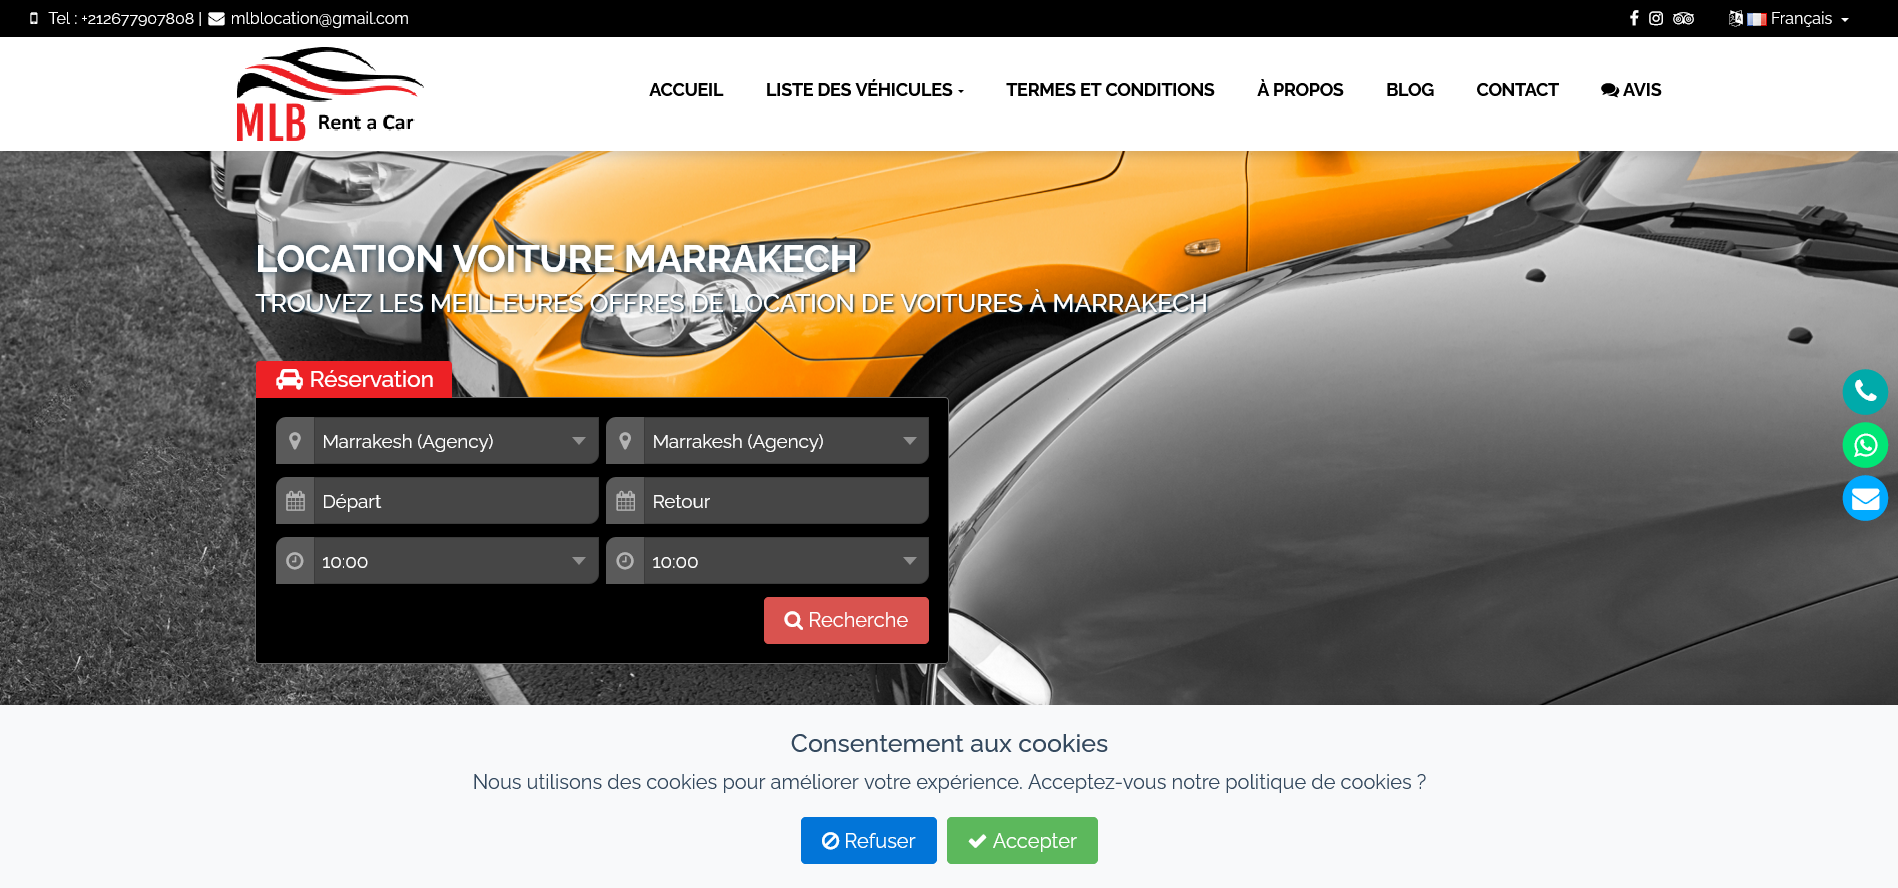 Tel : +212677907808 | mlblocation@gmail.com
Français
MLB Rent a Car
ACCUEIL
LISTE DES VÉHICULES
TERMES ET CONDITIONS
À PROPOS
BLOG
CONTACT
AVIS
LOCATION VOITURE MARRAKECH
TROUVEZ LES MEILLEURES OFFRES DE LOCATION DE VOITURES À MARRAKECH
Réservation
Marrakesh (Agency)
Marrakesh (Agency)
Départ
Retour
10:00
10:00
Recherche
Consentement aux cookies
Nous utilisons des cookies pour améliorer votre expérience. Acceptez-vous notre politique de cookies ?
Refuser
Accepter